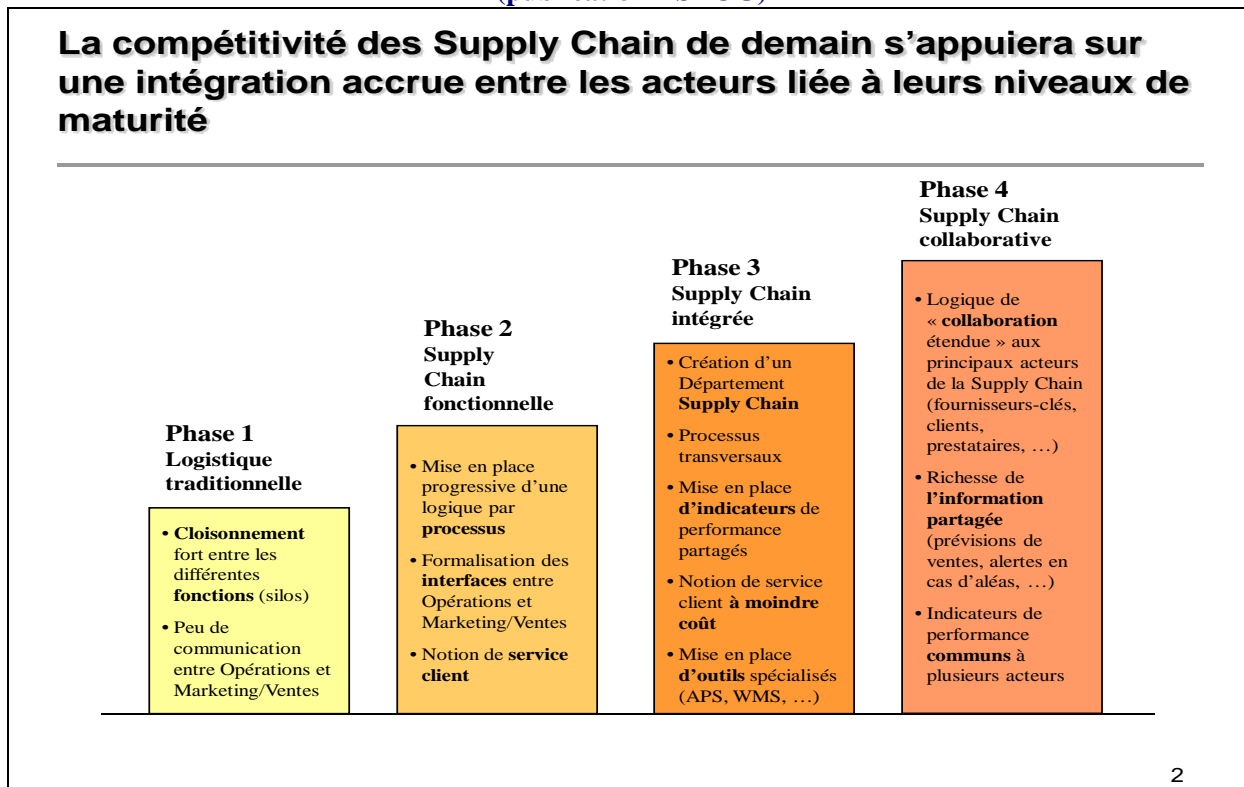 La compétitivité des Supply Chain de demain s'appuiera sur
une intégration accrue entre les acteurs liée à leurs niveaux de
maturité
Phase 1
Logistique
traditionnelle
• Cloisonnement
fort entre les
différentes
fonctions (silos)
• Peu de
communication
entre Opérations et
Marketing/Ventes
Phase 2
Supply
Chain
fonctionnelle
• Mise en place
progressive d'une
logique par
processus
• Formalisation des
interfaces entre
Opérations et
Marketing/Ventes
• Notion de service
client
Phase 3
Supply Chain
intégrée
• Création d'un
Département
Supply Chain
• Processus
transversaux
• Mise en place
d'indicateurs de
performance
partagés
• Notion de service
client à moindre
coût
• Mise en place
d'outils spécialisés
(APS, WMS, …)
Phase 4
Supply Chain
collaborative
• Logique de
« collaboration
étendue » aux
principaux acteurs
de la Supply Chain
(fournisseurs-clés,
clients,
prestataires, …)
• Richesse de
l'information
partagée
(prévisions de
ventes, alertes en
cas d'aléas, …)
• Indicateurs de
performance
communs à
plusieurs acteurs
2